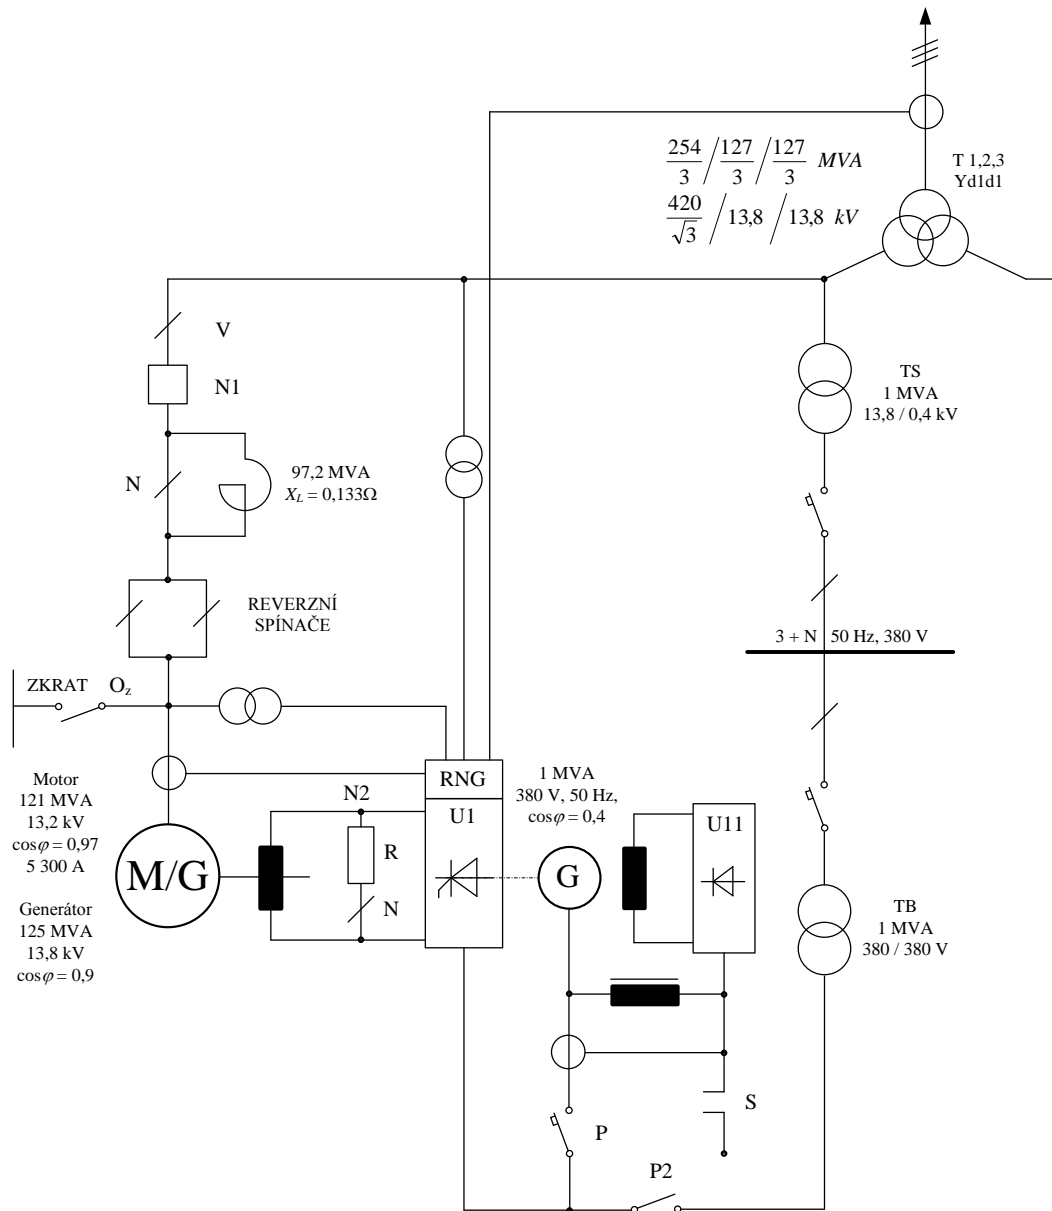 254/3 / 127/3 / 127/3 MVA
420/√3 / 13,8 / 13,8 kV
T 1,2,3
Yd1d1
V
N1
N
97,2 MVA
X_L = 0,133Ω
TS
1 MVA
13,8 / 0,4 kV
REVERZNÍ
SPÍNAČE
3 + N 50 Hz, 380 V
ZKRAT
O_z
Motor
121 MVA
13,2 kV
cosφ = 0,97
5 300 A
Generátor
125 MVA
13,8 kV
cosφ = 0,9
M/G
N2
R
N
RNG
U1
1 MVA
380 V, 50 Hz,
cosφ = 0,4
G
U11
TB
1 MVA
380 / 380 V
S
P
P2